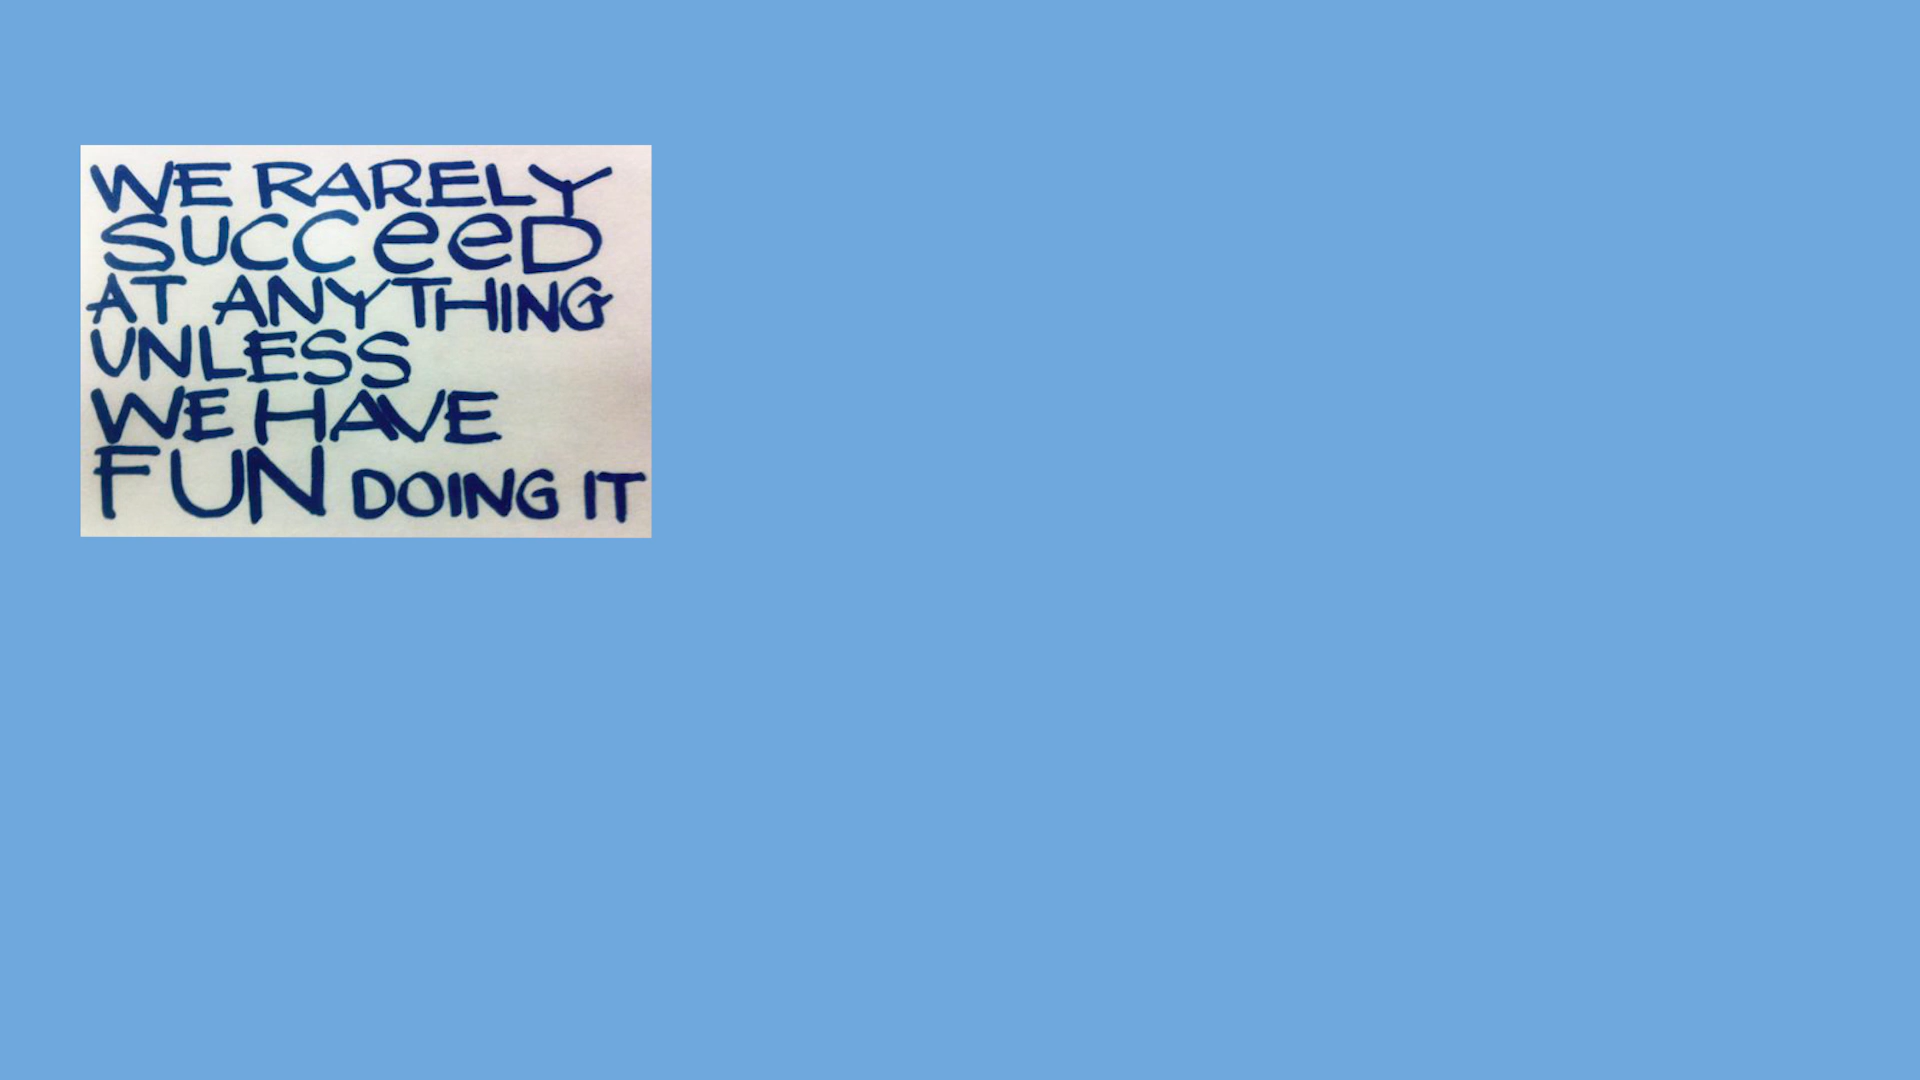 WE RARELY
SUCCeeD
AT ANYTHING
UNLESS
WE HAVE
FUN DOING IT